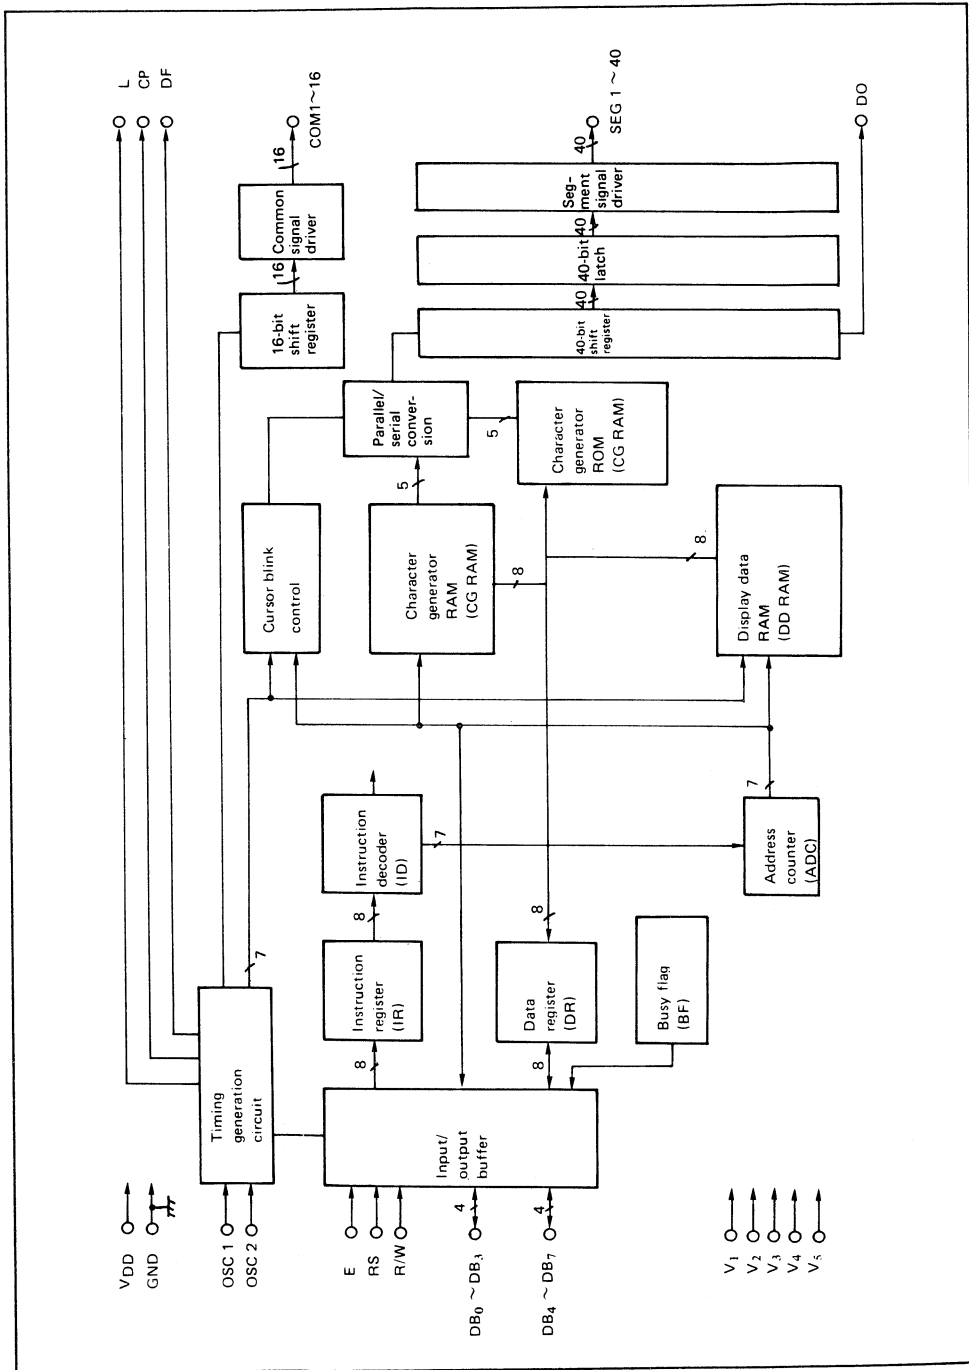 L
CP
DF
COM1~16
SEG 1 ~ 40
DO
16
Common
signal
driver
16
16-bit
shift
register
40
Seg-
ment
signal
driver
40
40-bit
latch
40
40-bit
shift
register
Parallel/
serial
conver-
sion
5
Character
generator
ROM
(CG RAM)
5
Cursor blink
control
Character
generator
RAM
(CG RAM)
8
8
Display data
RAM
(DD RAM)
Instruction
decoder
(ID)
7
7
Address
counter
(ADC)
8
8
7
Instruction
register
(IR)
Data
register
(DR)
Busy flag
(BF)
8
8
Timing
generation
circuit
Input/
output
buffer
4
4
VDD
GND
OSC 1
OSC 2
E
RS
R/W
DB0 ~ DB3
DB4 ~ DB7
V1
V2
V3
V4
V5